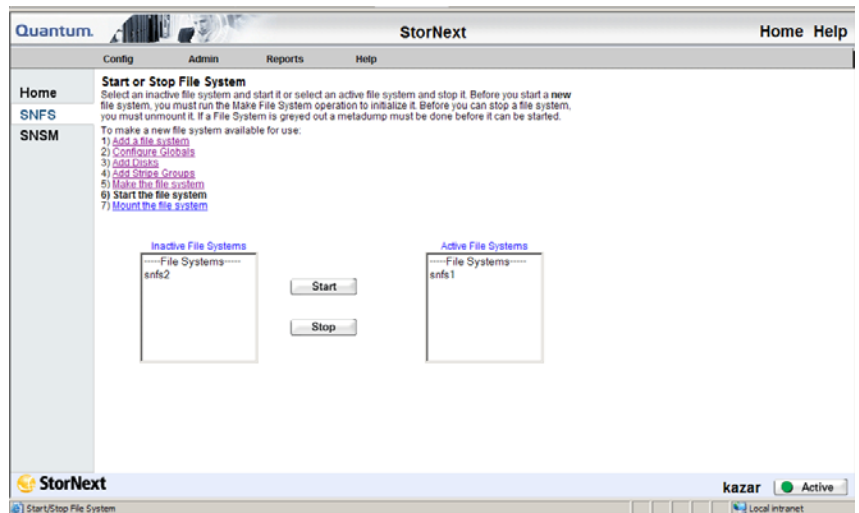 Quantum.
StorNext
Home Help
Config Admin Reports Help
Home
SNFS
SNSM
Start or Stop File System
Select an inactive file system and start it or select an active file system and stop it. Before you start a new
file system, you must run the Make File System operation to initialize it. Before you can stop a file system,
you must unmount it. If a File System is greyed out a metadump must be done before it can be started.
To make a new file system available for use:
1) Add a file system
2) Configure Globals
3) Add Disks
4) Add Stripe Groups
5) Make the file system
6) Start the file system
7) Mount the file system
Inactive File Systems
-----File Systems-----
snfs2
Start
Stop
Active File Systems
-----File Systems-----
snfs1
StorNext
kazar Active
Start/Stop File System
Local intranet